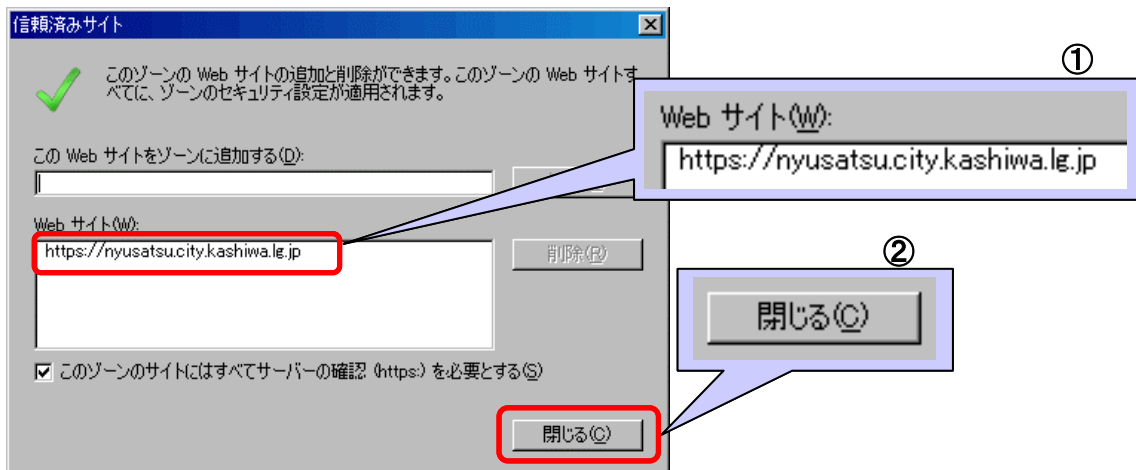 信頼済みサイト
このゾーンの Web サイトの追加と削除ができます。このゾーンの Web サイトす
べてに、ゾーンのセキュリティ設定が適用されます。
①
Web サイト(W):
https://nyusatsu.city.kashiwa.lg.jp
この Web サイトをゾーンに追加する(D):
Web サイト(W):
https://nyusatsu.city.kashiwa.lg.jp
削除(R)
②
閉じる(C)
このゾーンのサイトにはすべてサーバーの確認 (https:) を必要とする(S)
閉じる(C)